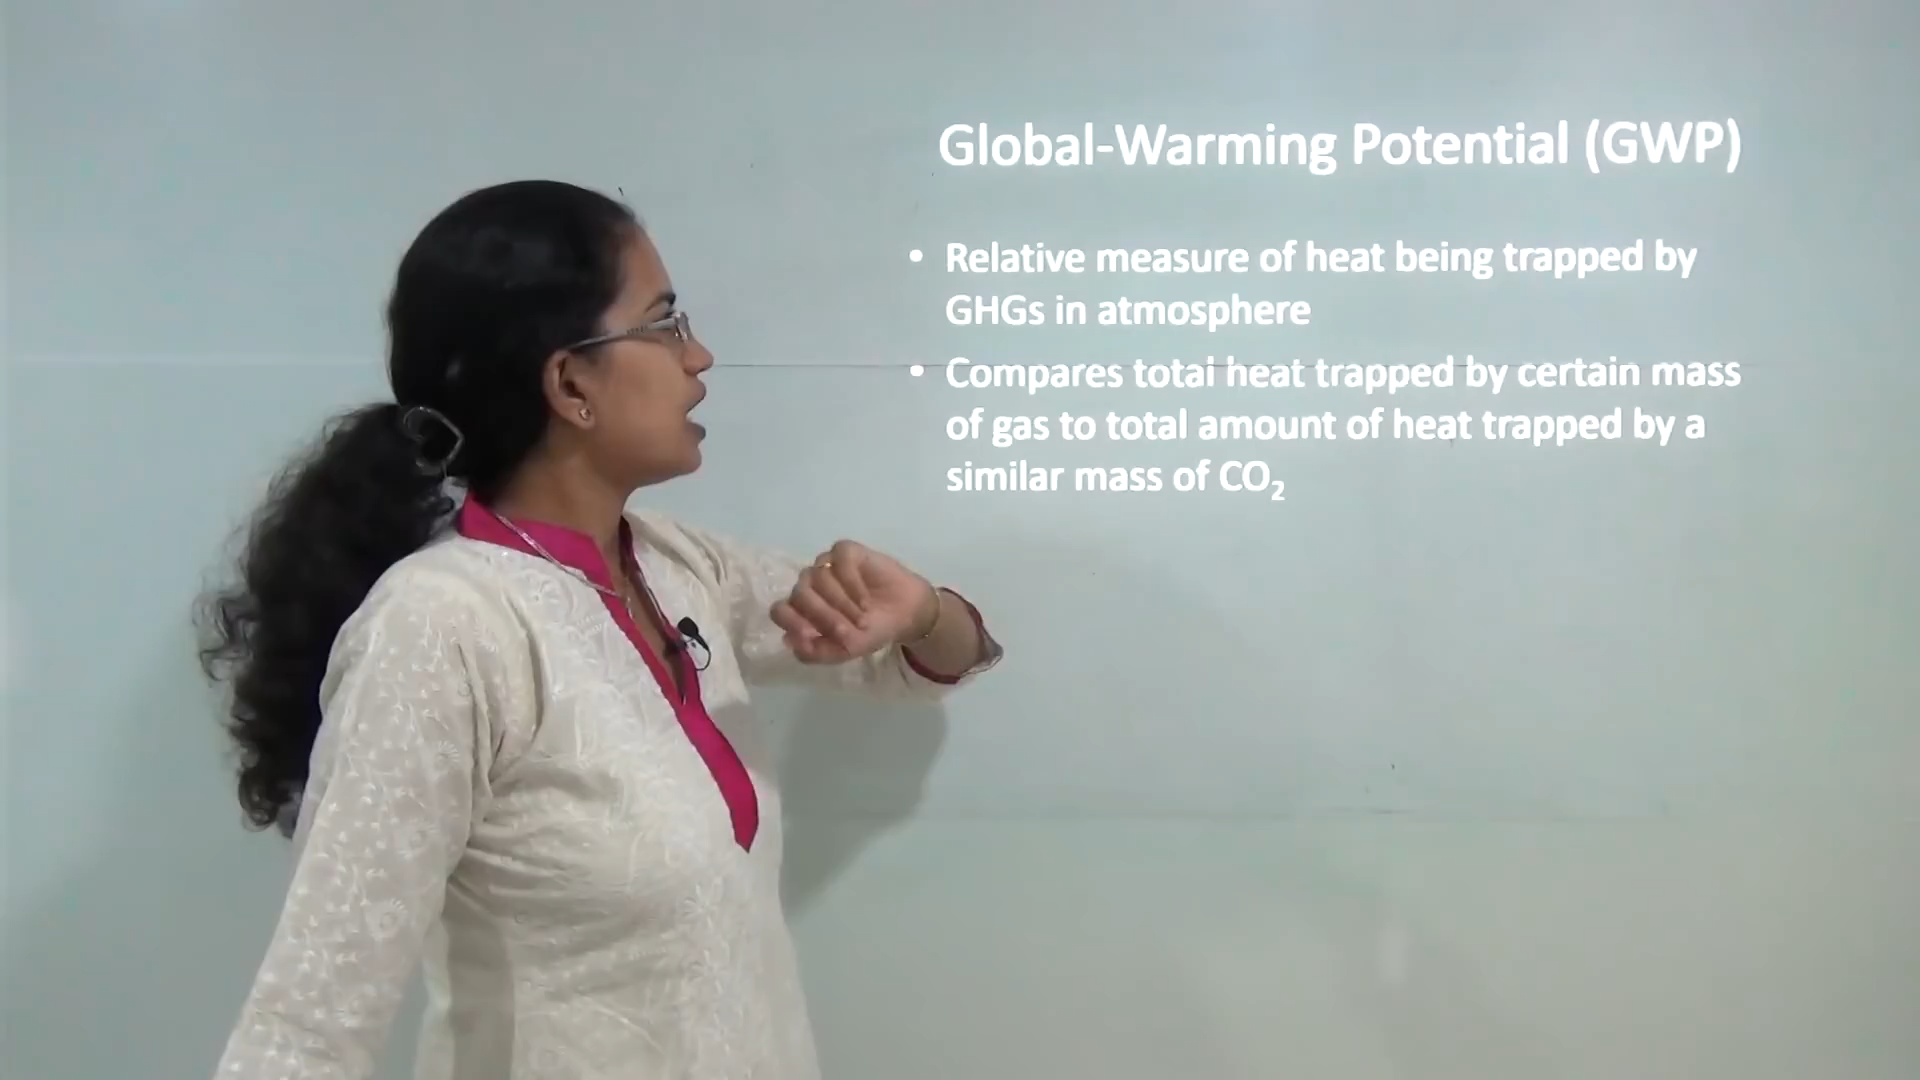 Global-Warming Potential (GWP)
• Relative measure of heat being trapped by
GHGs in atmosphere
• Compares total heat trapped by certain mass
of gas to total amount of heat trapped by a
similar mass of CO₂